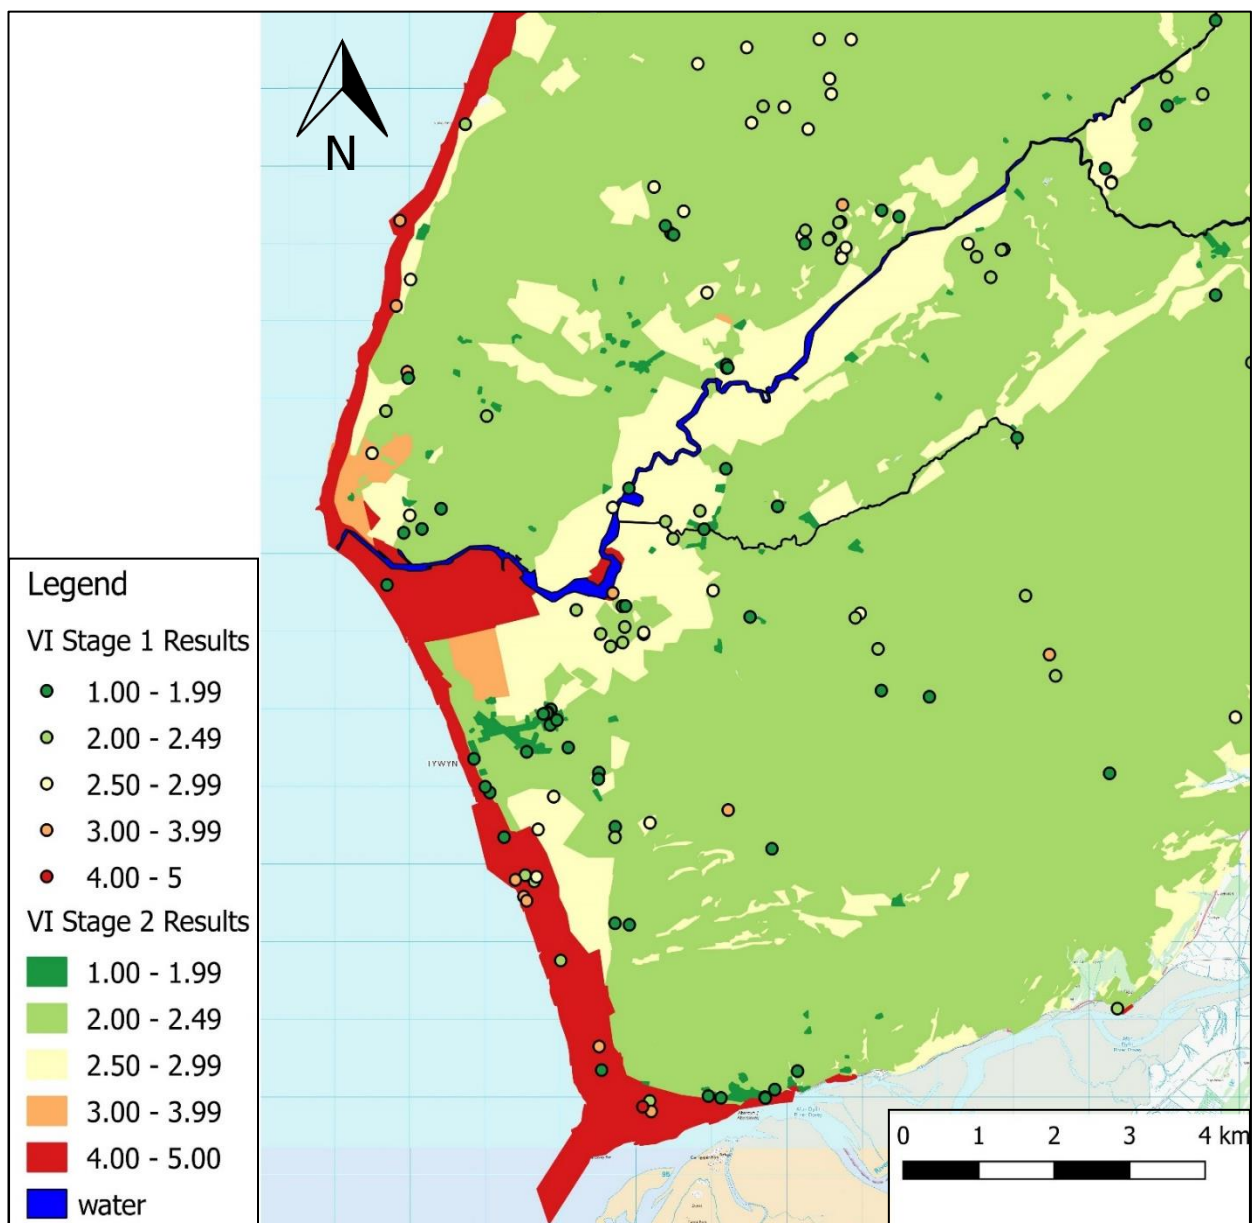 N
TYWYN
Legend
VI Stage 1 Results
1.00 - 1.99
2.00 - 2.49
2.50 - 2.99
3.00 - 3.99
4.00 - 5
VI Stage 2 Results
1.00 - 1.99
2.00 - 2.49
2.50 - 2.99
3.00 - 3.99
4.00 - 5.00
water
0 1 2 3 4 km